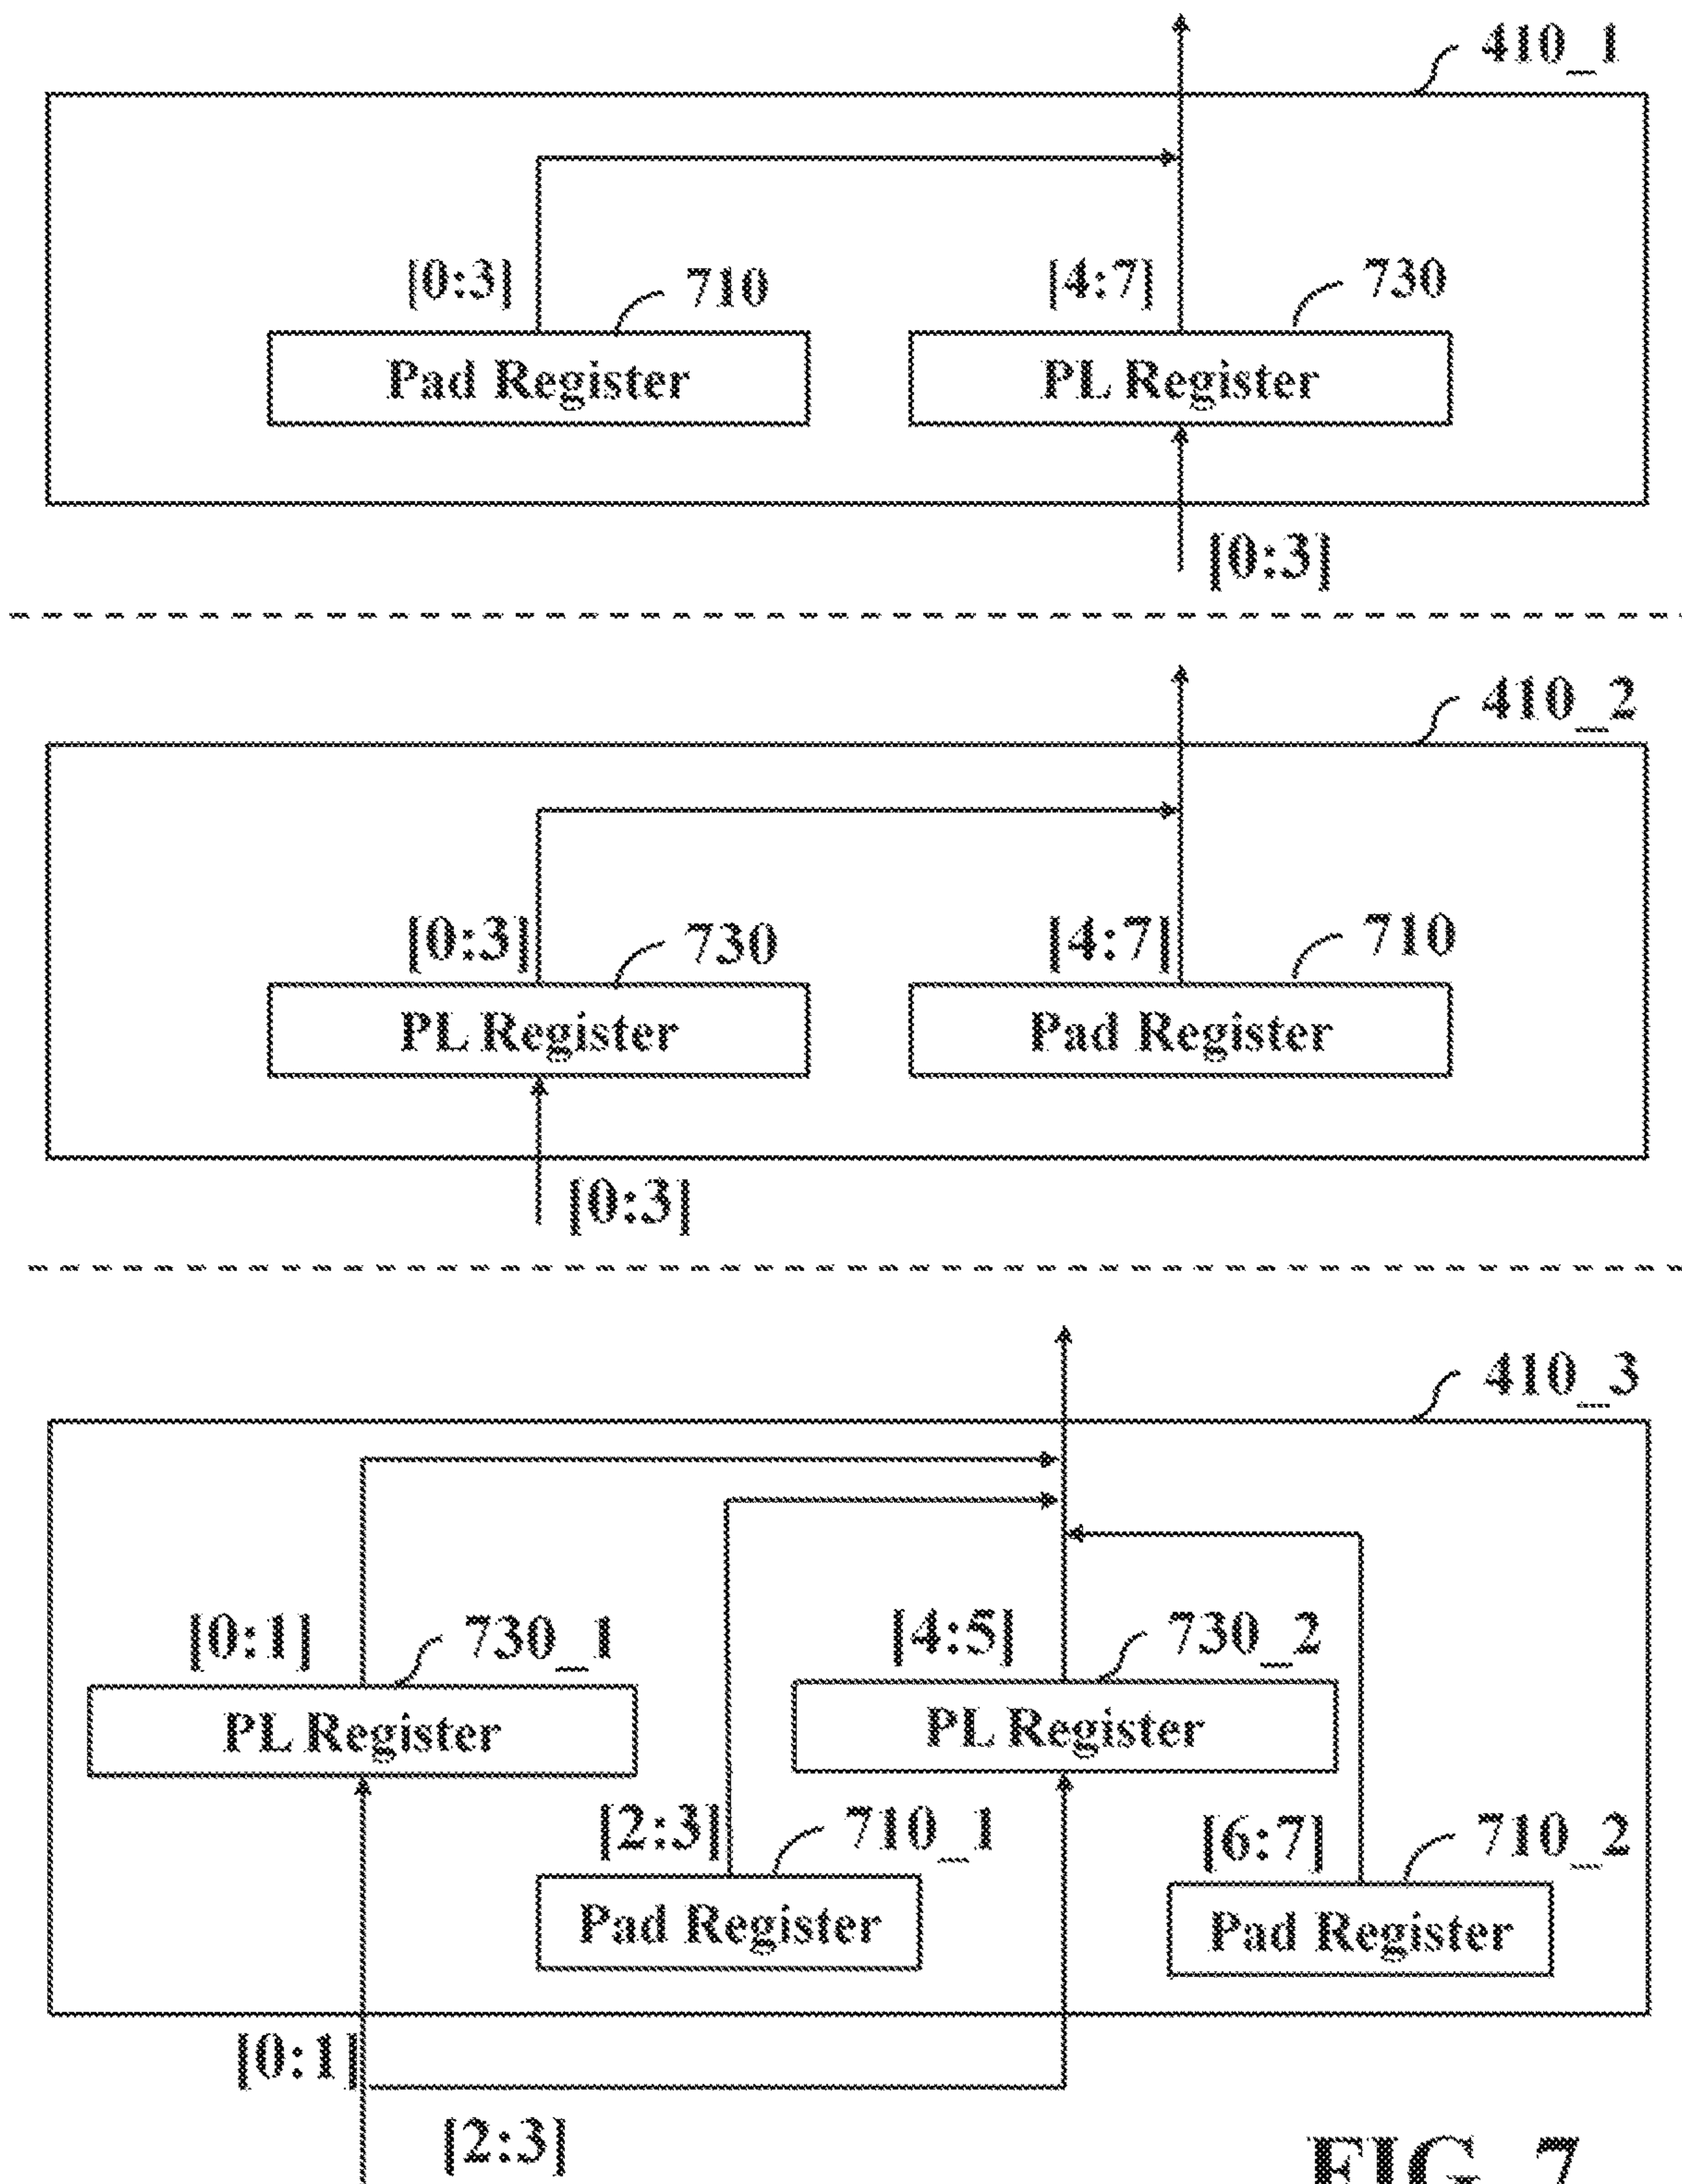 410_1
[0:3]
710
[4:7]
730
Pad Register
PL Register
[0:3]
410_2
[0:3]
730
[4:7]
710
PL Register
Pad Register
[0:3]
410_3
[0:1]
730_1
[4:5]
730_2
PL Register
PL Register
[2:3]
710_1
[6:7]
710_2
Pad Register
Pad Register
[0:1]
[2:3]
FIG. 7